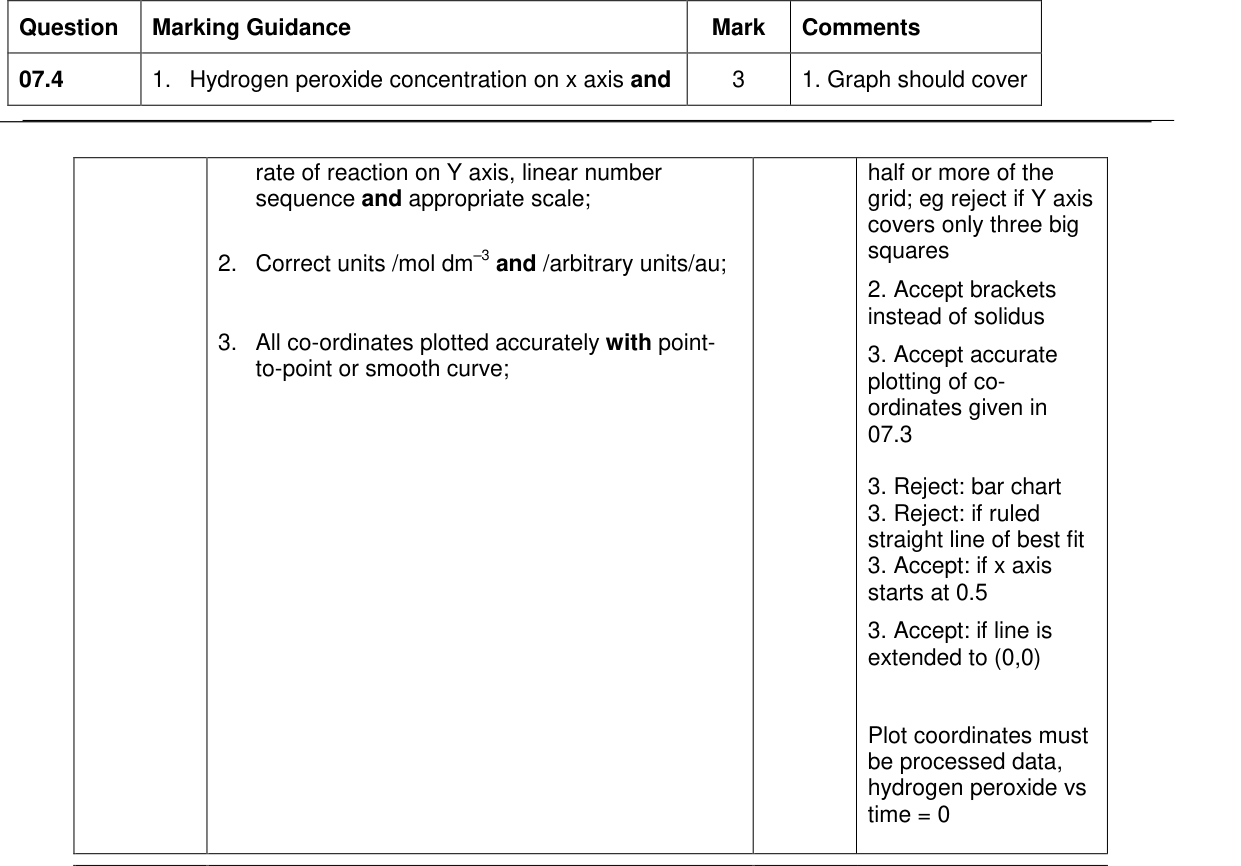 Question Marking Guidance Mark Comments
07.4 1. Hydrogen peroxide concentration on x axis and 3 1. Graph should cover
rate of reaction on Y axis, linear number
sequence and appropriate scale;
2. Correct units /mol dm⁻³ and /arbitrary units/au;
3. All co-ordinates plotted accurately with point-
to-point or smooth curve;
half or more of the
grid; eg reject if Y axis
covers only three big
squares
2. Accept brackets
instead of solidus
3. Accept accurate
plotting of co-
ordinates given in
07.3
3. Reject: bar chart
3. Reject: if ruled
straight line of best fit
3. Accept: if x axis
starts at 0.5
3. Accept: if line is
extended to (0,0)
Plot coordinates must
be processed data,
hydrogen peroxide vs
time = 0